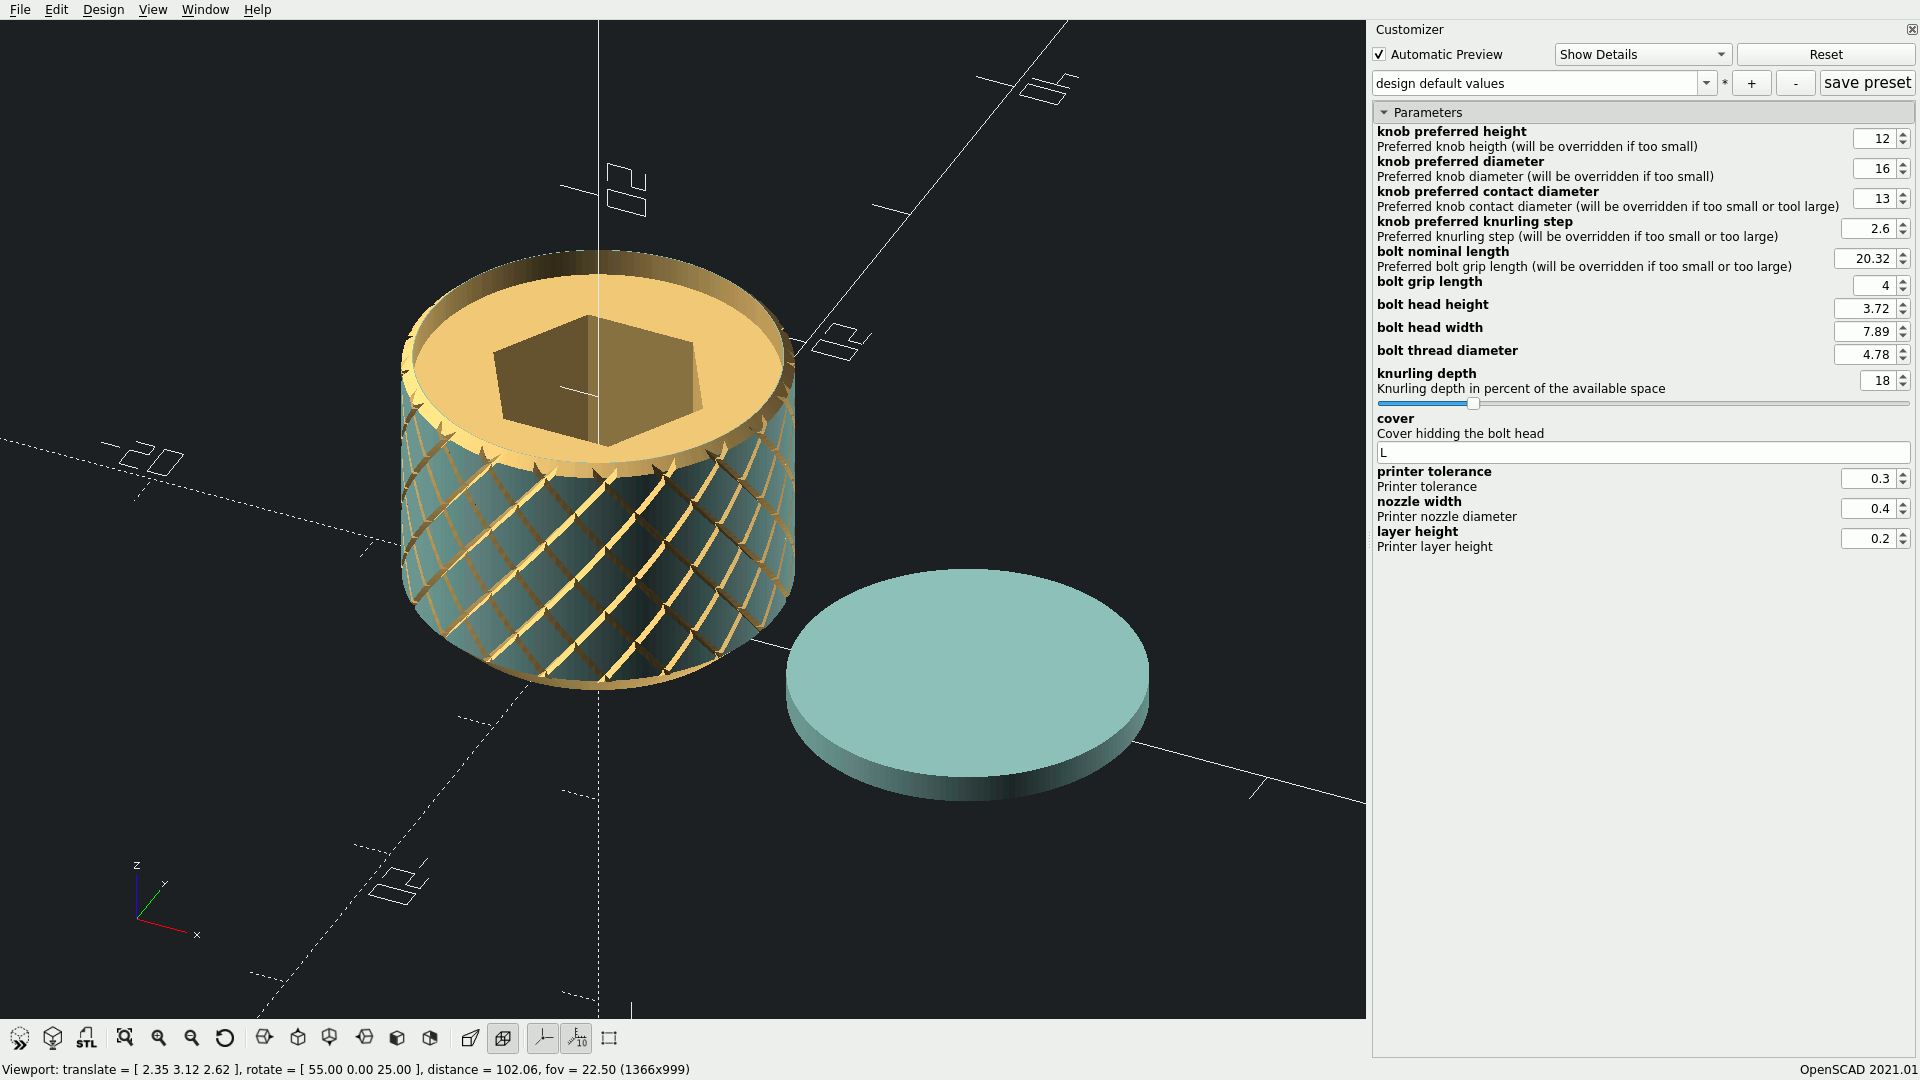 File Edit Design View Window Help
Customizer
Automatic Preview Show Details Reset
design default values * + - save preset
Parameters
knob preferred height
Preferred knob heigth (will be overridden if too small) 12
knob preferred diameter
Preferred knob diameter (will be overridden if too small) 16
knob preferred contact diameter
Preferred knob contact diameter (will be overridden if too small or tool large) 13
knob preferred knurling step
Preferred knurling step (will be overridden if too small or too large) 2.6
bolt nominal length
Preferred bolt grip length (will be overridden if too small or too large) 20.32
bolt grip length 4
bolt head height 3.72
bolt head width 7.89
bolt thread diameter 4.78
knurling depth
Knurling depth in percent of the available space 18
cover
Cover hidding the bolt head
L
printer tolerance
Printer tolerance 0.3
nozzle width
Printer nozzle diameter 0.4
layer height
Printer layer height 0.2
20
z
y
x
STL
10
Viewport: translate = [ 2.35 3.12 2.62 ], rotate = [ 55.00 0.00 25.00 ], distance = 102.06, fov = 22.50 (1366x999) OpenSCAD 2021.01